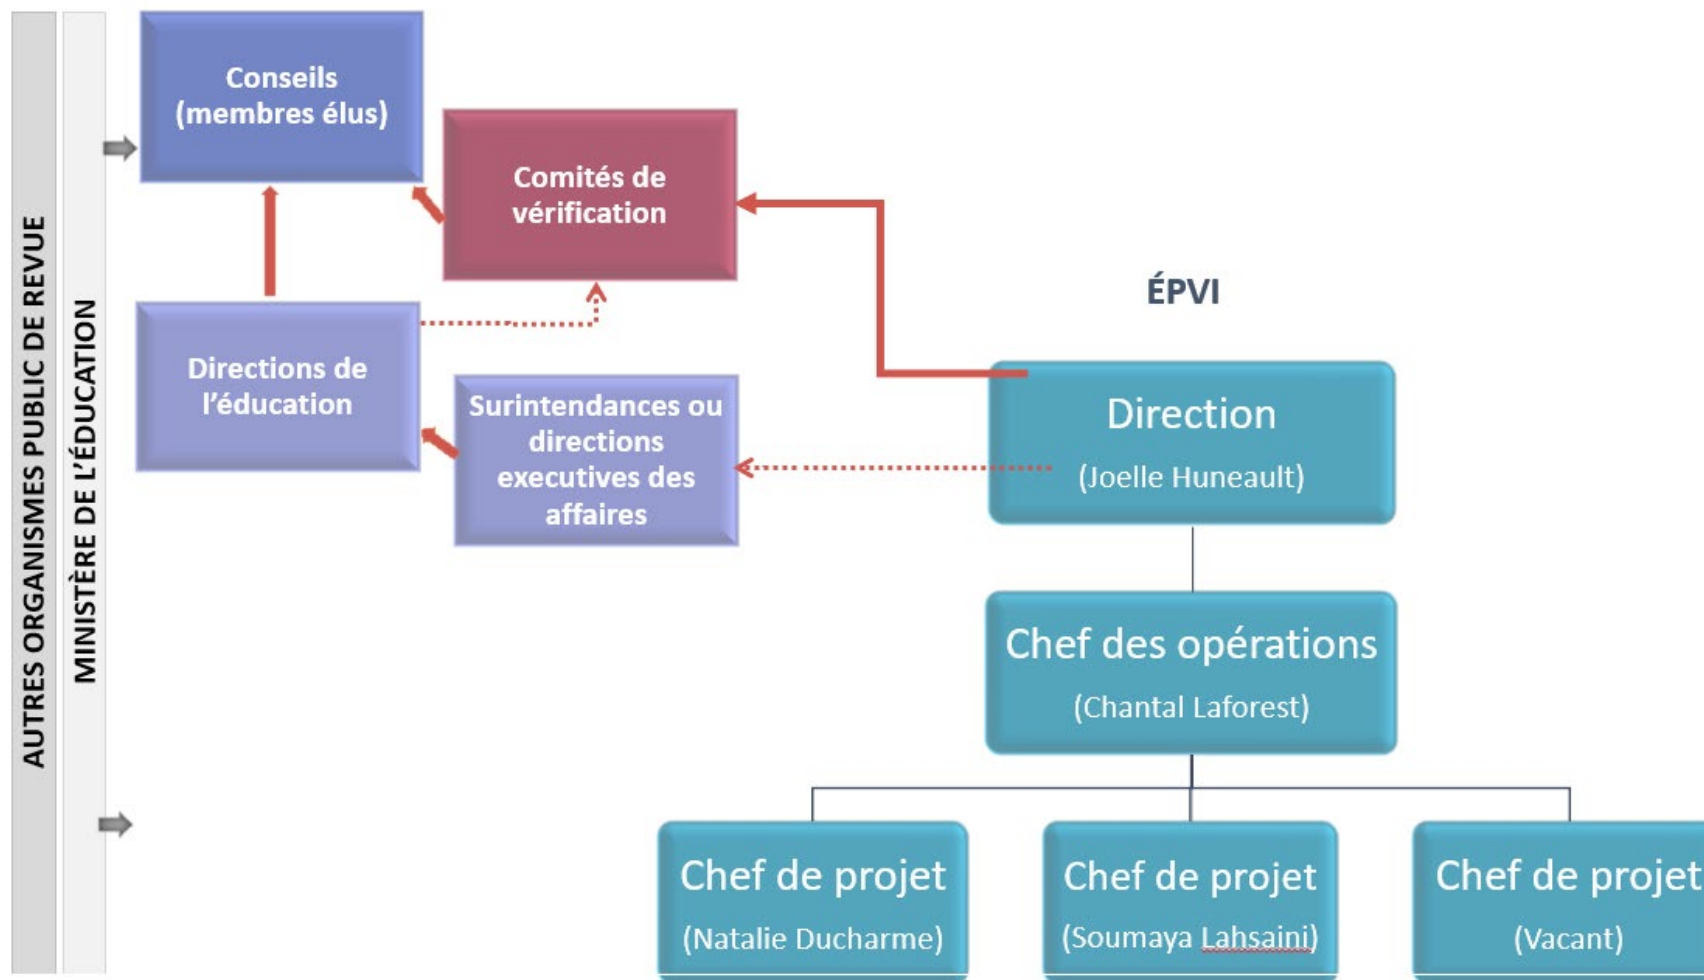 AUTRES ORGANISMES PUBLIC DE REVUE
MINISTÈRE DE L'ÉDUCATION
Conseils
(membres élus)
Comités de
vérification
Directions de
l'éducation
Surintendances ou
directions
executives des
affaires
ÉPVI
Direction
(Joelle Huneault)
Chef des opérations
(Chantal Laforest)
Chef de projet
(Natalie Ducharme)
Chef de projet
(Soumaya Lahsaini)
Chef de projet
(Vacant)